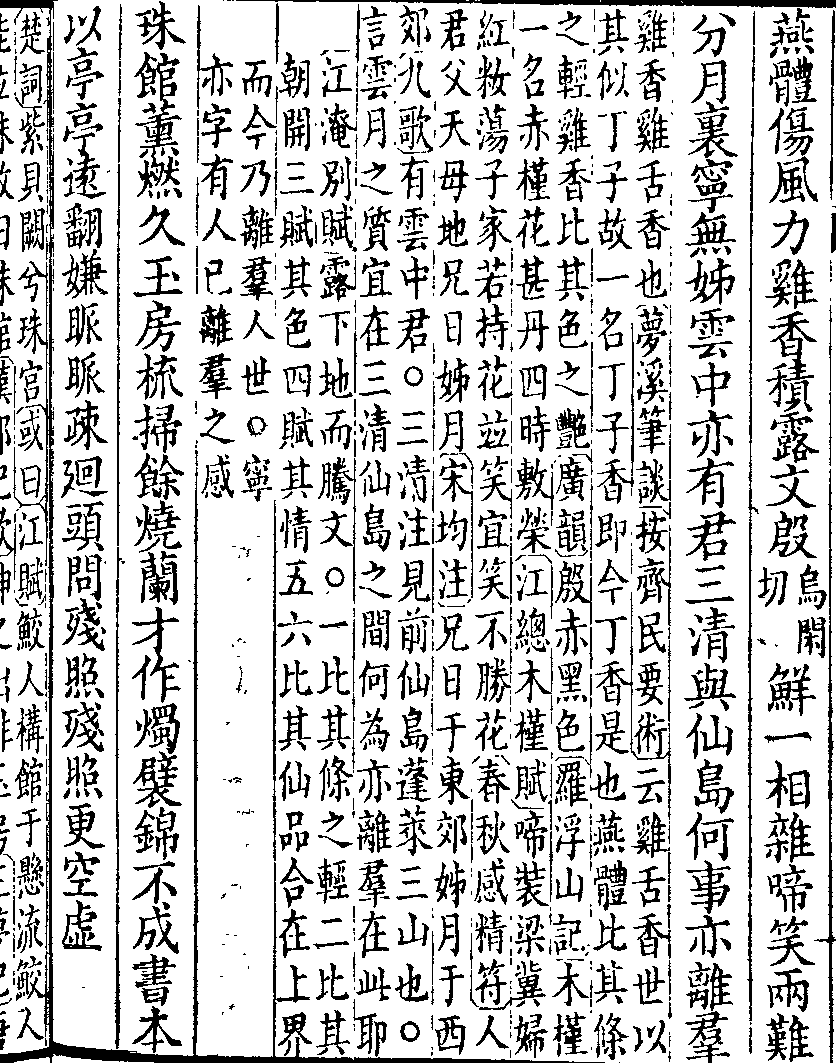 燕體傷風力雞香積露文殷烏閑切鮮一相雜啼笑兩難
分月裏寧無姊雲中亦有君三清與仙島何事亦離羣
雞香雞舌香也夢溪筆談按齊民要術云雞舌香世以
其似丁子故一名丁子香即今丁香是也燕體比其條
之輕雞香比其色之艷廣韻殷赤黑色羅浮山記木槿
一名赤槿花甚丹四時敷榮江總木槿賦啼裝梁冀婦
紅粧蕩子家若持花並笑宜笑不勝花春秋感精符人
君父天母地兄日姊月宋均注兄日于東郊姊月于西
郊九歌有雲中君○三清注見前仙島蓬萊三山也○
言雲月之質宜在三清仙島之間何為亦離羣在此耶
江淹別賦露下地而騰文○一比其條之輕二比其
朝開三賦其色四賦其情五六比其仙品合在上界
而今乃離羣人世○寧
亦字有人已離羣之感
珠館薰燃久玉房梳掃餘燒蘭才作燭襞錦不成書本
以亭亭遠翻嫌脈脈疎廻頭問殘照殘照更空虛
楚詞紫貝闕兮珠宮或曰江賦鮫人構館于懸流鮫人